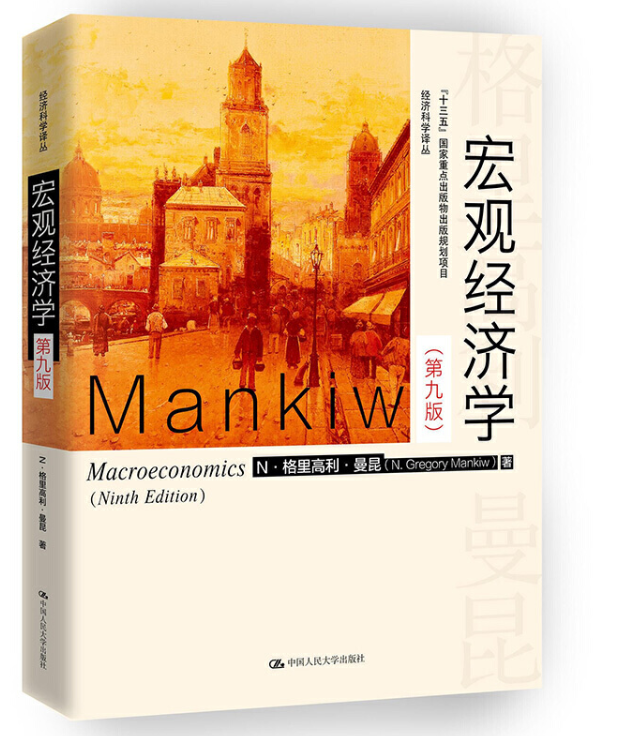 经济科学译丛
宏观经济学
第九版
N·格里高利·曼昆 著
中国人民大学出版社
格里高利
曼昆
『十三五』国家重点出版物出版规划项目
经济科学译丛
宏观经济学
(第九版)
Mankiw
Macroeconomics N·格里高利·曼昆(N. Gregory Mankiw)著
(Ninth Edition)
中国人民大学出版社